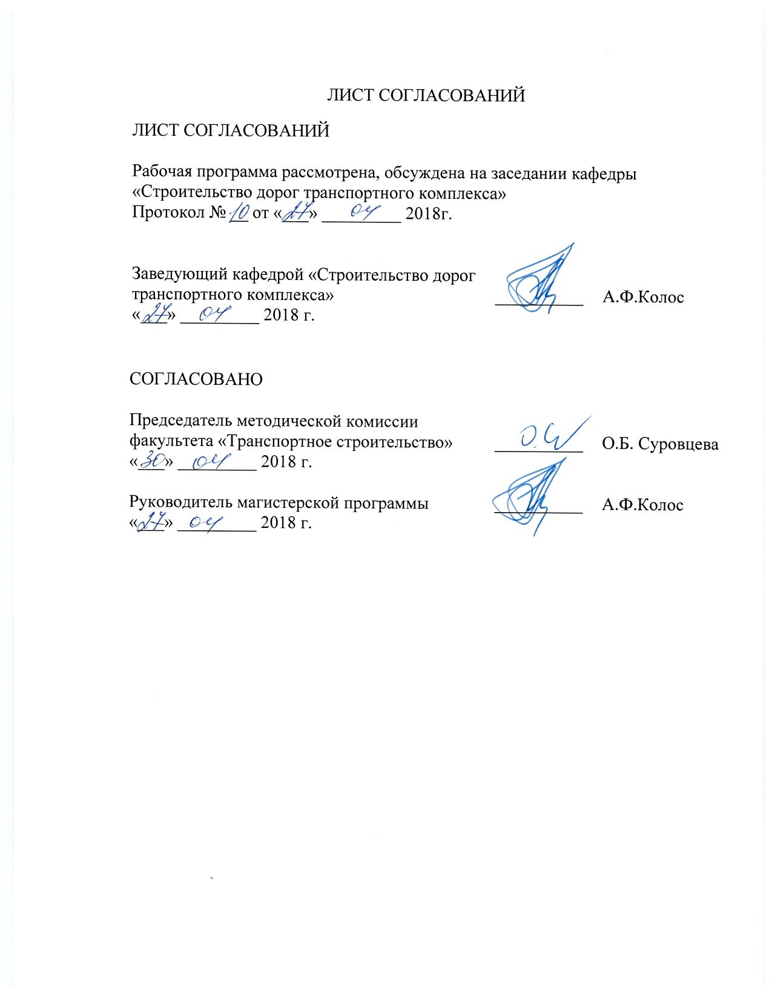 ЛИСТ СОГЛАСОВАНИЙ
ЛИСТ СОГЛАСОВАНИЙ
Рабочая программа рассмотрена, обсуждена на заседании кафедры
«Строительство дорог транспортного комплекса»
Протокол № 10 от «27» 04 2018г.
Заведующий кафедрой «Строительство дорог
транспортного комплекса» А.Ф.Колос
«27» 04 2018 г.
СОГЛАСОВАНО
Председатель методической комиссии
факультета «Транспортное строительство» О.Б. Суровцева
«30» 04 2018 г.
Руководитель магистерской программы А.Ф.Колос
«27» 04 2018 г.